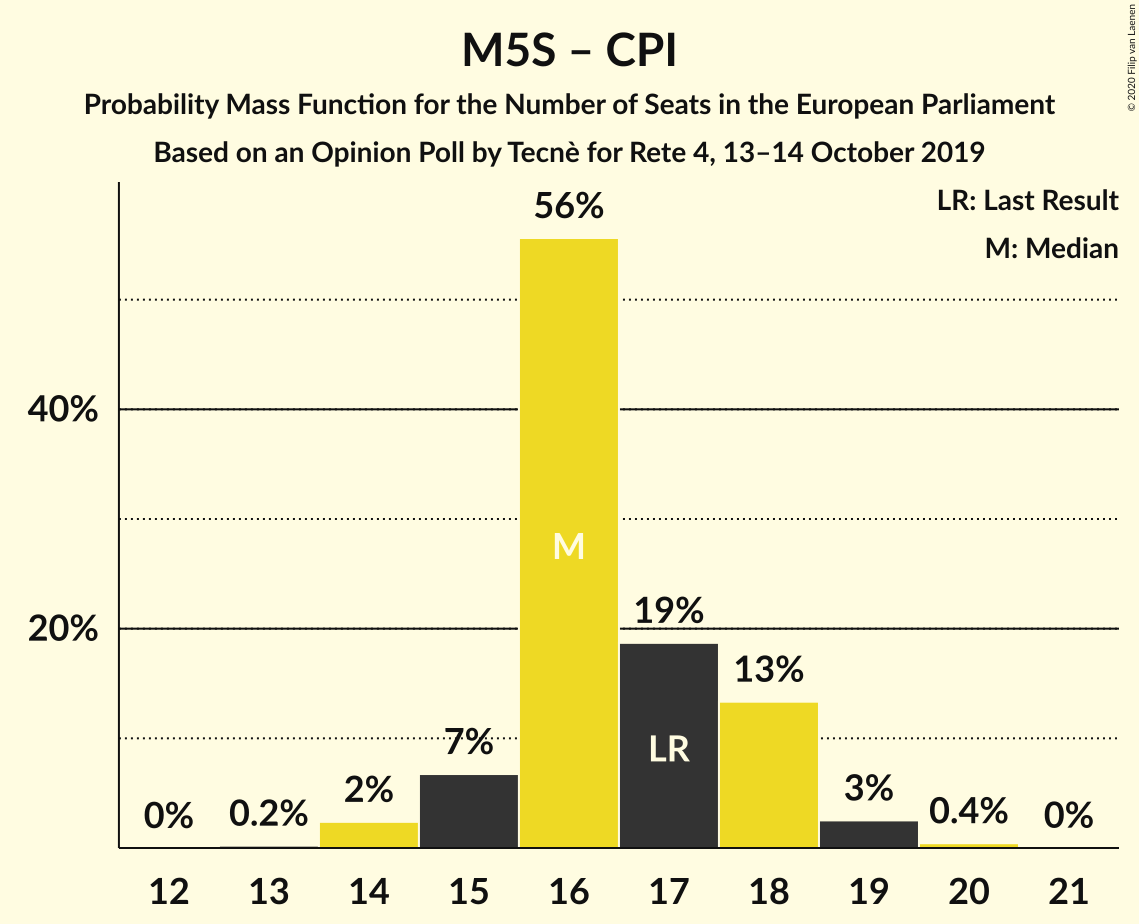 M5S – CPI
Probability Mass Function for the Number of Seats in the European Parliament
Based on an Opinion Poll by Tecnè for Rete 4, 13–14 October 2019
© 2020 Filip van Laenen
LR: Last Result
M: Median
56%
40%
M
19%
20%
13%
LR
7%
3%
2%
0.4%
0.2%
0%
0%
12 13 14 15 16 17 18 19 20 21